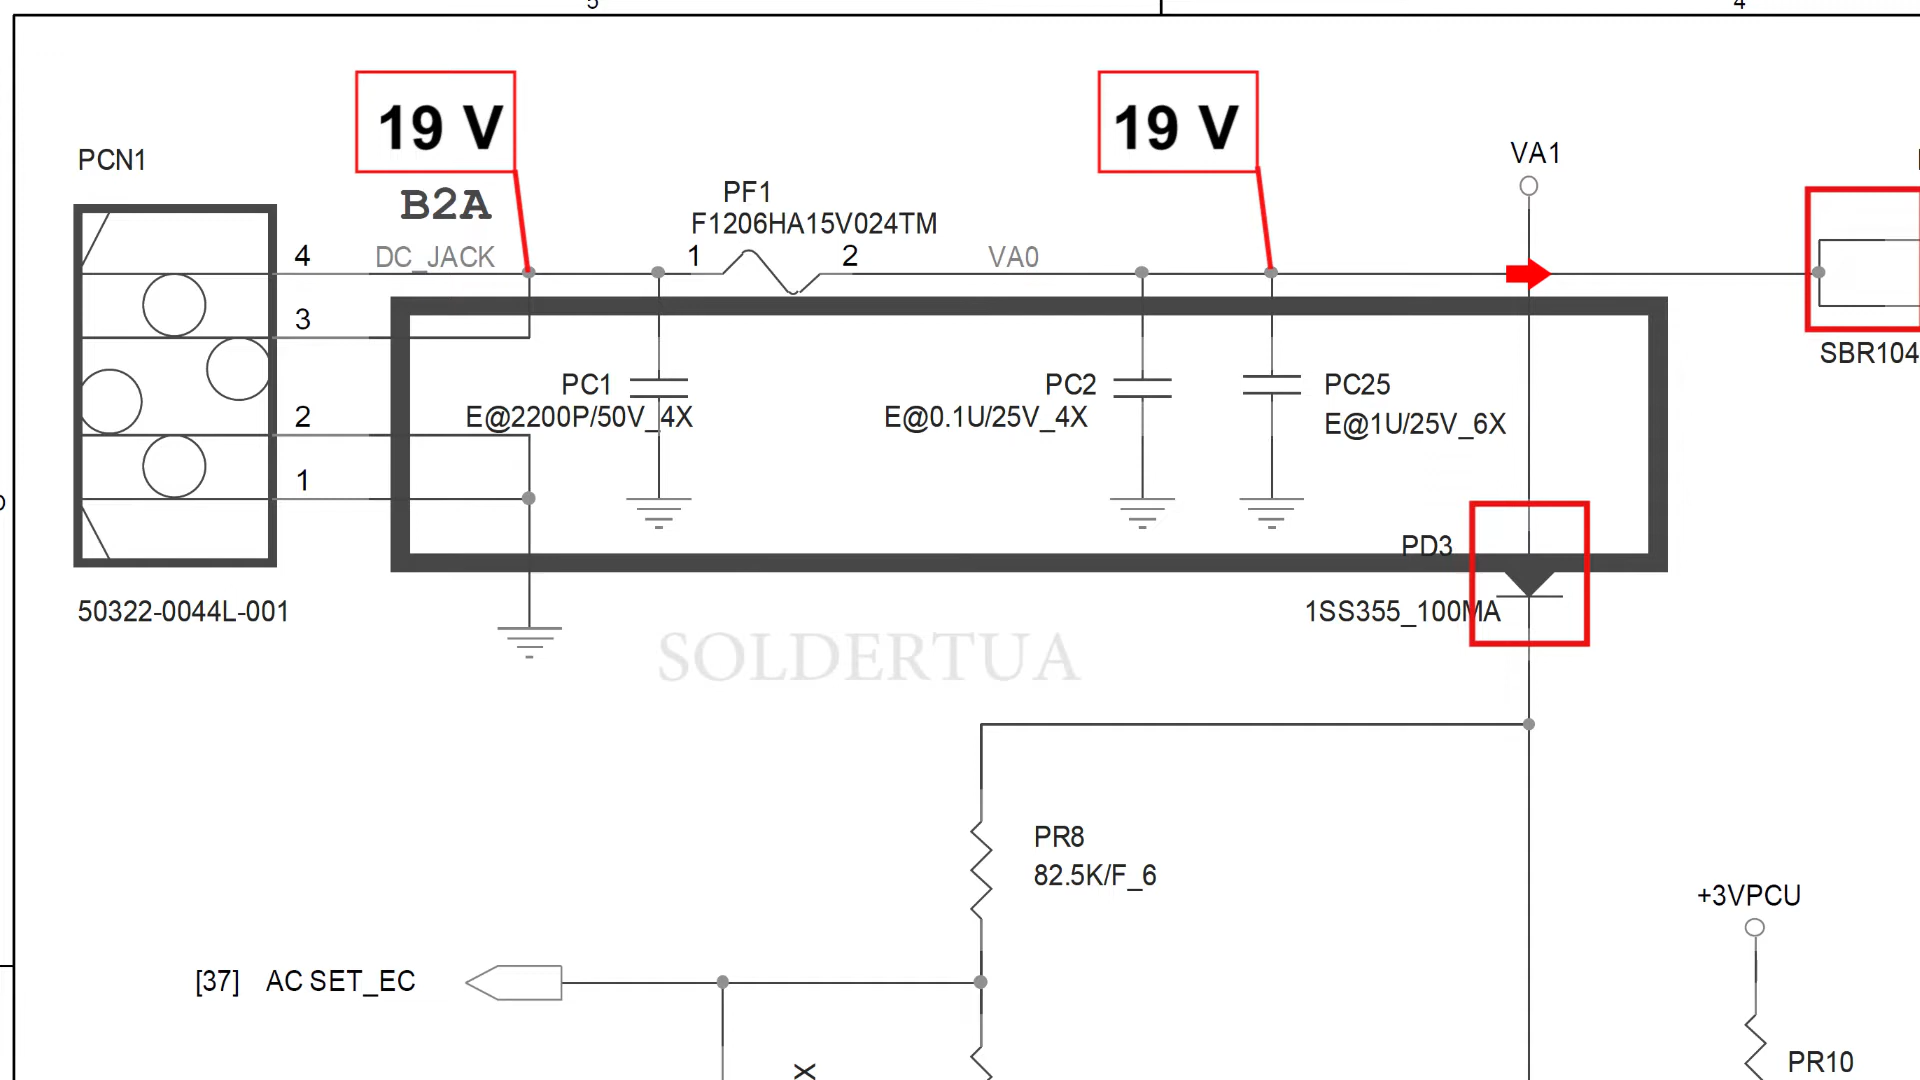 5
4
19 V
19 V
PCN1
VA1
B2A
PF1
F1206HA15V024TM
4
DC_JACK
1
2
VA0
3
SBR104
PC1
E@2200P/50V_4X
PC2
E@0.1U/25V_4X
PC25
E@1U/25V_6X
2
1
PD3
1SS355_100MA
50322-0044L-001
SOLDERTUA
PR8
82.5K/F_6
+3VPCU
[37] AC SET_EC
PR10
X